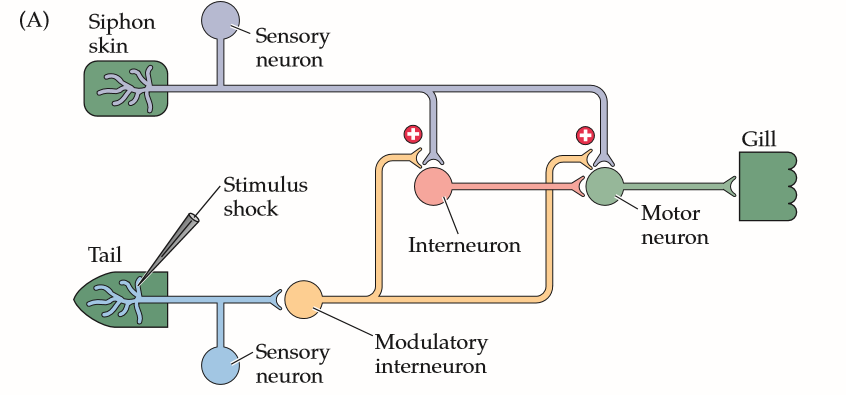 (A)
Siphon
skin
Sensory
neuron
Gill
Stimulus
shock
Motor
neuron
Interneuron
Tail
Modulatory
interneuron
Sensory
neuron